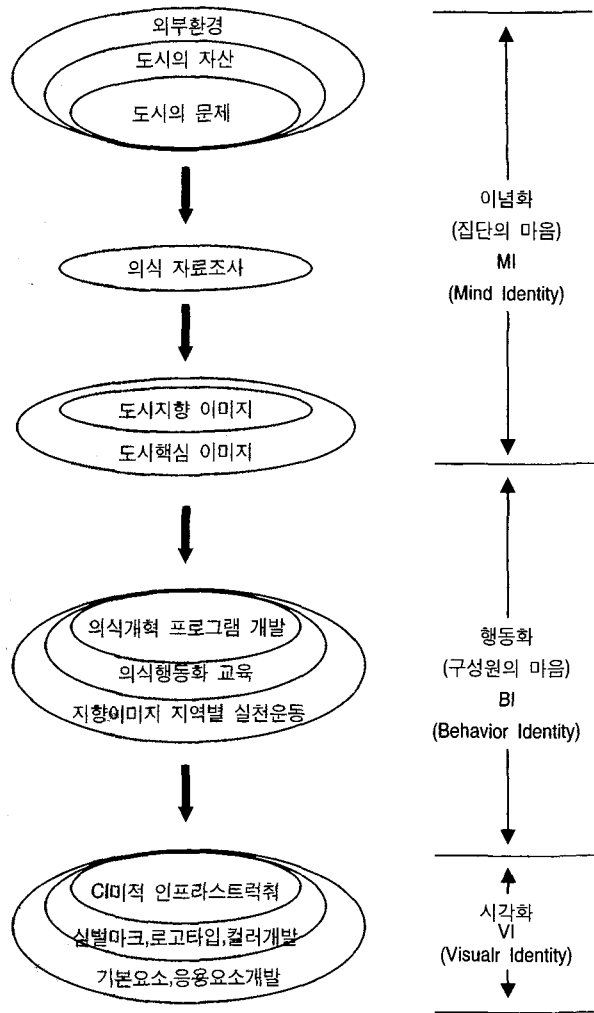 외부환경
도시의 자산
도시의 문제
의식 자료조사
도시지향 이미지
도시핵심 이미지
의식개혁 프로그램 개발
의식행동화 교육
지향이미지 지역별 실천운동
CI미적 인프라스트럭춰
심벌마크,로고타입,컬러개발
기본요소,응용요소개발
이념화
(집단의 마음)
MI
(Mind Identity)
행동화
(구성원의 마음)
BI
(Behavior Identity)
시각화
VI
(Visualr Identity)